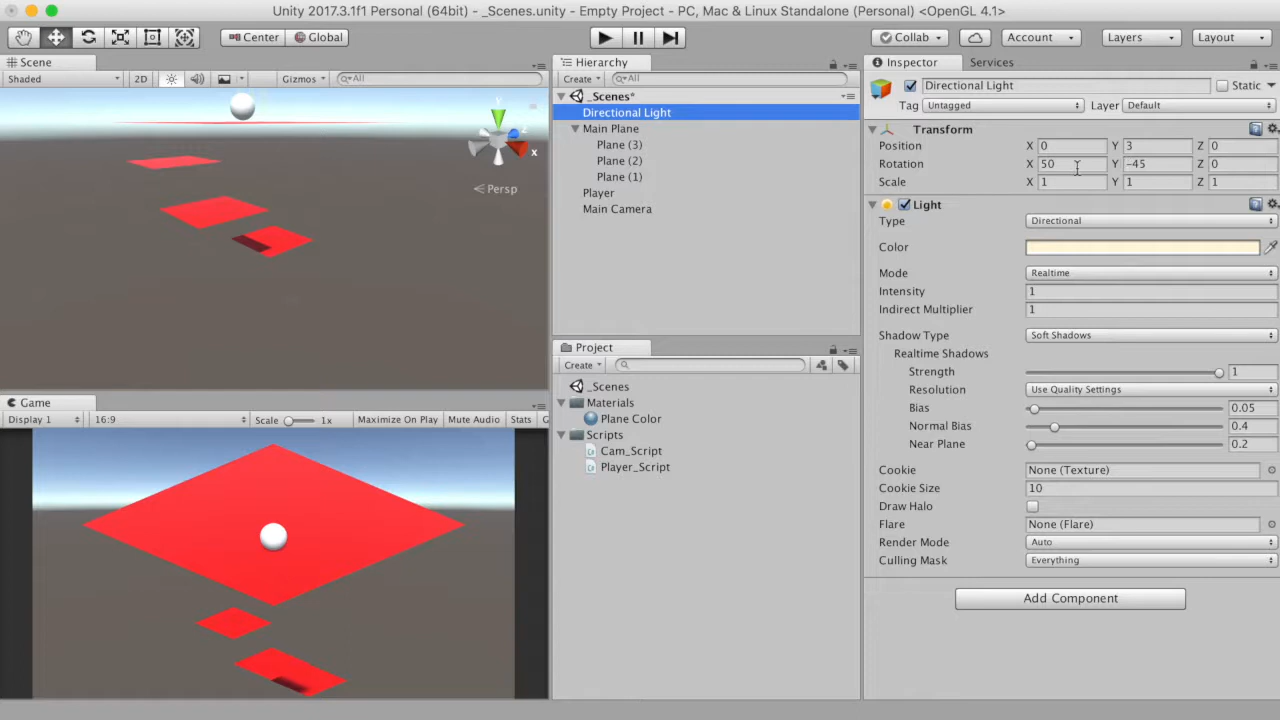 Unity 2017.3.1f1 Personal (64bit) - _Scenes.unity - Empty Project - PC, Mac & Linux Standalone (Personal) <OpenGL 4.1>
Center Global Collab Account Layers Layout
Scene
Shaded 2D Gizmos All
y
z
x
Persp
Hierarchy
Create All
_Scenes*
Directional Light
Main Plane
Plane (3)
Plane (2)
Plane (1)
Player
Main Camera
Project
Create
_Scenes
Materials
Plane Color
Scripts
Cam_Script
Player_Script
Game
Display 1 16:9 Scale 1x Maximize On Play Mute Audio Stats G
Inspector Services
Directional Light Static
Tag Untagged Layer Default
Transform
Position X 0 Y 3 Z 0
Rotation X 50 Y -45 Z 0
Scale X 1 Y 1 Z 1
Light
Type Directional
Color
Mode Realtime
Intensity 1
Indirect Multiplier 1
Shadow Type Soft Shadows
Realtime Shadows
Strength 1
Resolution Use Quality Settings
Bias 0.05
Normal Bias 0.4
Near Plane 0.2
Cookie None (Texture)
Cookie Size 10
Draw Halo
Flare None (Flare)
Render Mode Auto
Culling Mask Everything
Add Component